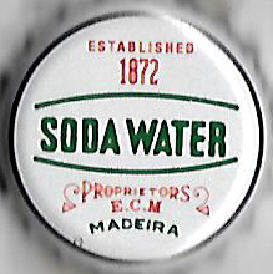 ESTABLISHED
1872
SODA WATER
PROPRIETORS
E.C.M
MADEIRA